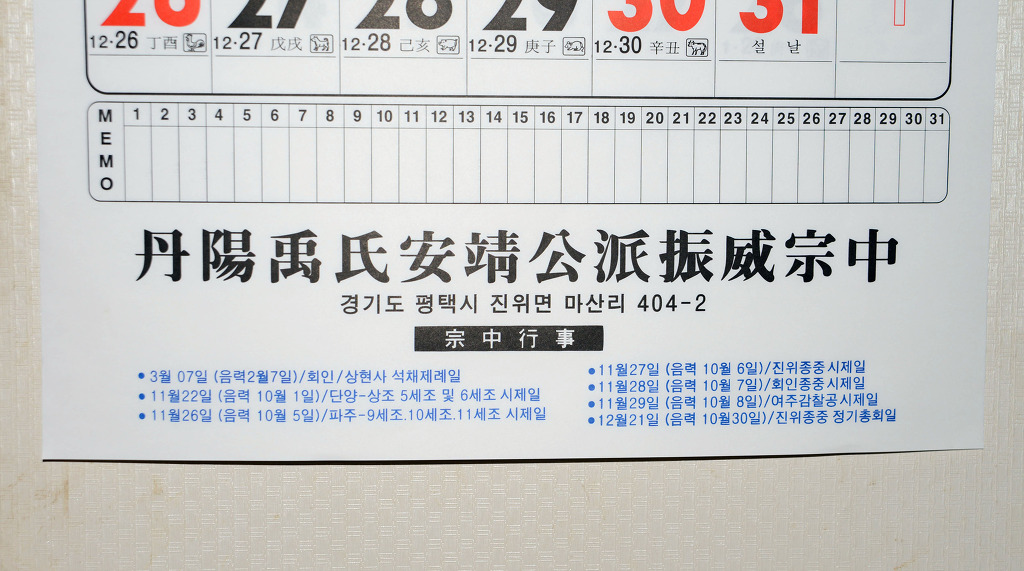 26 27 28 29 30 31
12·26 丁酉 12·27 戊戌 12·28 己亥 12·29 庚子 12·30 辛丑 설 날
MEMO 1 2 3 4 5 6 7 8 9 10 11 12 13 14 15 16 17 18 19 20 21 22 23 24 25 26 27 28 29 30 31
丹陽禹氏安靖公派振威宗中
경기도 평택시 진위면 마산리 404-2
宗中行事
● 3월 07일 (음력2월7일)/회인/상현사 석채제례일
● 11월22일 (음력 10월 1일)/단양-상조 5세조 및 6세조 시제일
● 11월26일 (음력 10월 5일)/파주-9세조.10세조.11세조 시제일
● 11월27일 (음력 10월 6일)/진위종중시제일
● 11월28일 (음력 10월 7일)/회인종중시제일
● 11월29일 (음력 10월 8일)/여주감찰공시제일
● 12월21일 (음력 10월30일)/진위종중 정기총회일